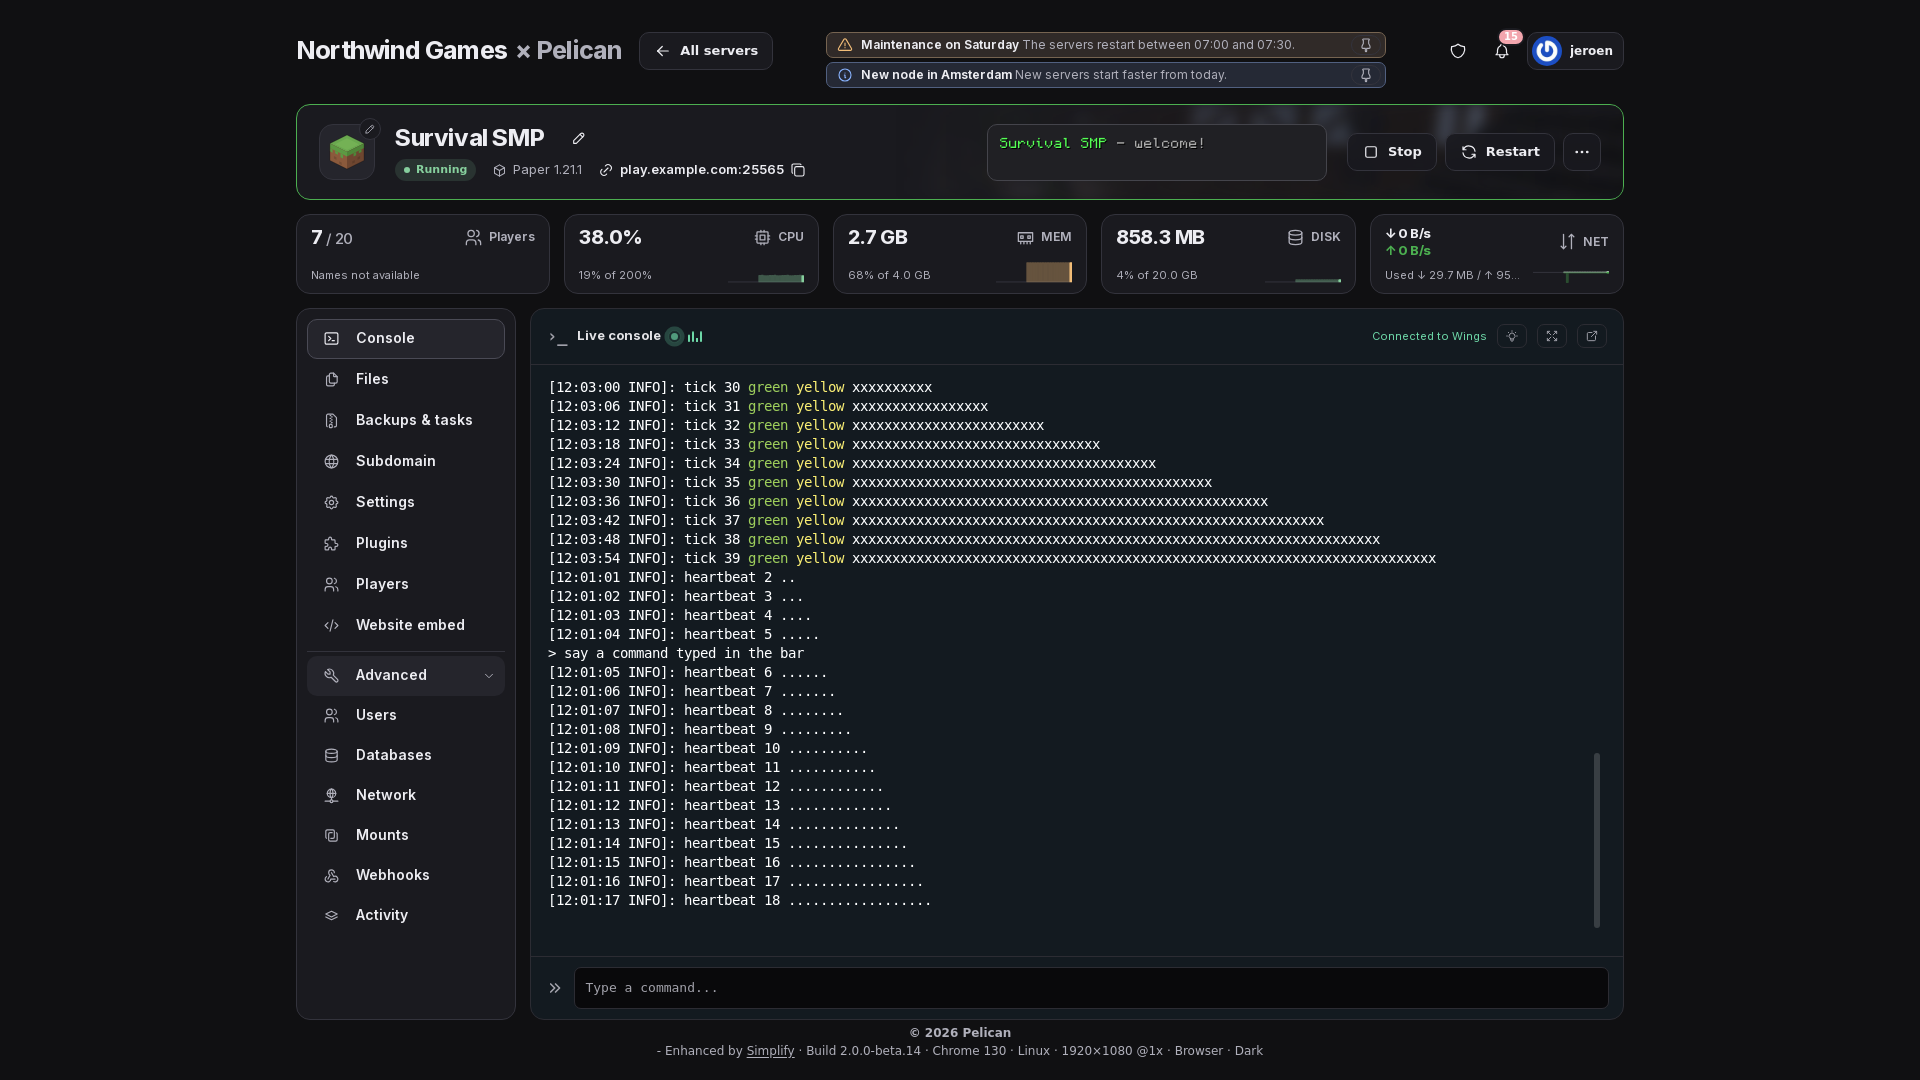 Northwind Games × Pelican
All servers
Maintenance on Saturday The servers restart between 07:00 and 07:30.
New node in Amsterdam New servers start faster from today.
15
jeroen
Survival SMP
Running
Paper 1.21.1
play.example.com:25565
Survival SMP - welcome!
Stop
Restart
7 / 20
Players
Names not available
38.0%
CPU
19% of 200%
2.7 GB
MEM
68% of 4.0 GB
858.3 MB
DISK
4% of 20.0 GB
↓ 0 B/s
↑ 0 B/s
NET
Used ↓ 29.7 MB / ↑ 95...
Console
Files
Backups & tasks
Subdomain
Settings
Plugins
Players
Website embed
Advanced
Users
Databases
Network
Mounts
Webhooks
Activity
>_ Live console
Connected to Wings
[12:03:00 INFO]: tick 30 green yellow xxxxxxxxxx
[12:03:06 INFO]: tick 31 green yellow xxxxxxxxxxxxxxxxx
[12:03:12 INFO]: tick 32 green yellow xxxxxxxxxxxxxxxxxxxxxxxx
[12:03:18 INFO]: tick 33 green yellow xxxxxxxxxxxxxxxxxxxxxxxxxxxxxxx
[12:03:24 INFO]: tick 34 green yellow xxxxxxxxxxxxxxxxxxxxxxxxxxxxxxxxxxxxxx
[12:03:30 INFO]: tick 35 green yellow xxxxxxxxxxxxxxxxxxxxxxxxxxxxxxxxxxxxxxxxxxxxx
[12:03:36 INFO]: tick 36 green yellow xxxxxxxxxxxxxxxxxxxxxxxxxxxxxxxxxxxxxxxxxxxxxxxxxxxx
[12:03:42 INFO]: tick 37 green yellow xxxxxxxxxxxxxxxxxxxxxxxxxxxxxxxxxxxxxxxxxxxxxxxxxxxxxxxxxxx
[12:03:48 INFO]: tick 38 green yellow xxxxxxxxxxxxxxxxxxxxxxxxxxxxxxxxxxxxxxxxxxxxxxxxxxxxxxxxxxxxxxxxxx
[12:03:54 INFO]: tick 39 green yellow xxxxxxxxxxxxxxxxxxxxxxxxxxxxxxxxxxxxxxxxxxxxxxxxxxxxxxxxxxxxxxxxxxxxxxxxx
[12:01:01 INFO]: heartbeat 2 ..
[12:01:02 INFO]: heartbeat 3 ...
[12:01:03 INFO]: heartbeat 4 ....
[12:01:04 INFO]: heartbeat 5 .....
> say a command typed in the bar
[12:01:05 INFO]: heartbeat 6 ......
[12:01:06 INFO]: heartbeat 7 .......
[12:01:07 INFO]: heartbeat 8 ........
[12:01:08 INFO]: heartbeat 9 .........
[12:01:09 INFO]: heartbeat 10 ..........
[12:01:10 INFO]: heartbeat 11 ...........
[12:01:11 INFO]: heartbeat 12 ............
[12:01:12 INFO]: heartbeat 13 .............
[12:01:13 INFO]: heartbeat 14 ..............
[12:01:14 INFO]: heartbeat 15 ...............
[12:01:15 INFO]: heartbeat 16 ................
[12:01:16 INFO]: heartbeat 17 .................
[12:01:17 INFO]: heartbeat 18 ..................
Type a command...
© 2026 Pelican
- Enhanced by Simplify · Build 2.0.0-beta.14 · Chrome 130 · Linux · 1920×1080 @1x · Browser · Dark